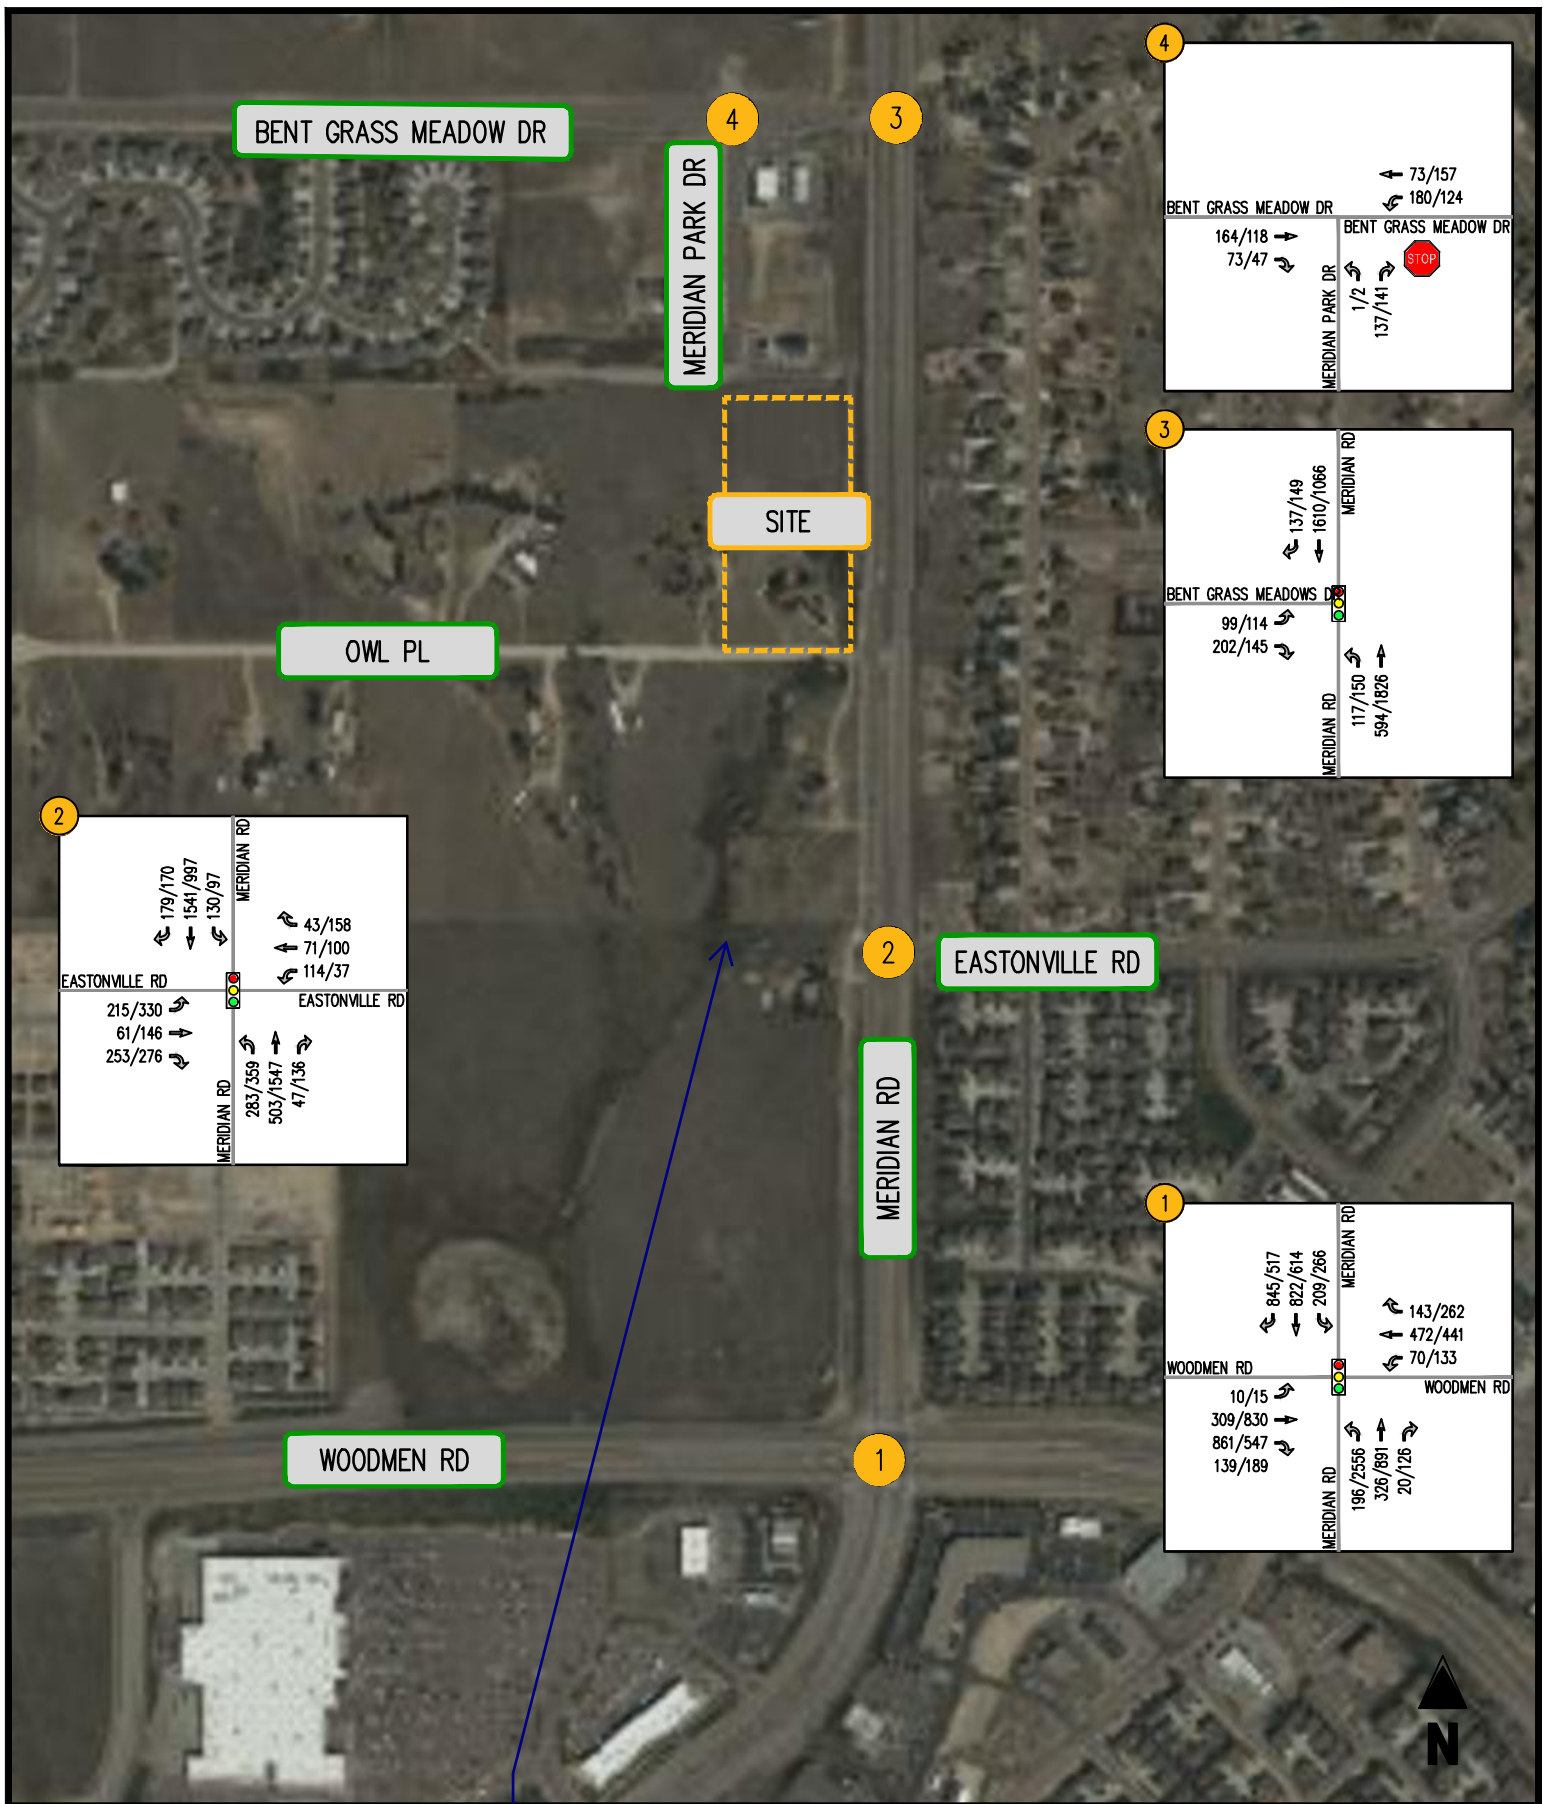 BENT GRASS MEADOW DR
4
3
MERIDIAN PARK DR
SITE
OWL PL
2
EASTONVILLE RD
MERIDIAN RD
WOODMEN RD
1
N
4
73/157
180/124
BENT GRASS MEADOW DR
BENT GRASS MEADOW DR
164/118
73/47
STOP
MERIDIAN PARK DR
1/2
137/141
3
MERIDIAN RD
137/149
1610/1066
BENT GRASS MEADOWS DR
99/114
202/145
MERIDIAN RD
117/150
594/1826
2
MERIDIAN RD
179/170
1541/997
130/97
43/158
71/100
114/37
EASTONVILLE RD
EASTONVILLE RD
215/330
61/146
253/276
MERIDIAN RD
283/359
503/1547
47/136
1
MERIDIAN RD
845/517
822/614
209/266
143/262
472/441
70/133
WOODMEN RD
WOODMEN RD
10/15
309/830
861/547
139/189
MERIDIAN RD
196/2556
326/891
20/126